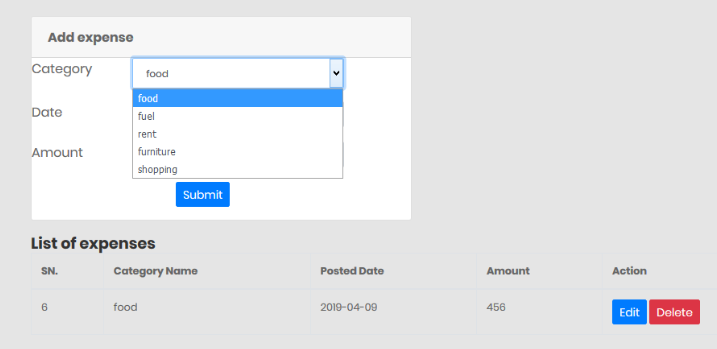 Add expense
Category food
food
fuel
Date
rent
Amount furniture
shopping
Submit
List of expenses
SN. Category Name Posted Date Amount Action
6 food 2019-04-09 456 Edit Delete